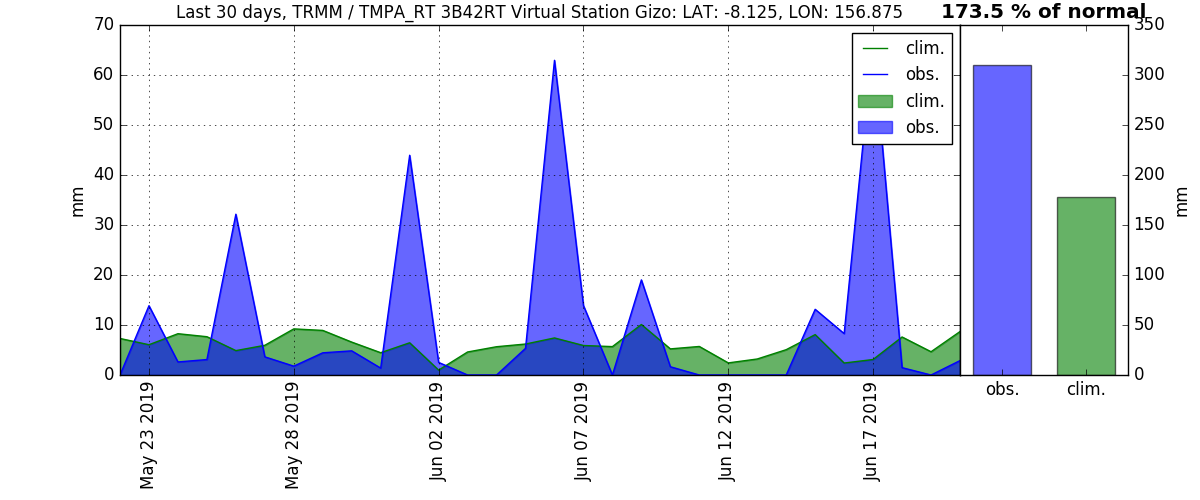 Last 30 days, TRMM / TMPA_RT 3B42RT Virtual Station Gizo: LAT: -8.125, LON: 156.875
173.5 % of normal
70
60
50
40
30
20
10
0
mm
clim.
obs.
clim.
obs.
350
300
250
200
150
100
50
0
mm
May 23 2019
May 28 2019
Jun 02 2019
Jun 07 2019
Jun 12 2019
Jun 17 2019
obs.
clim.